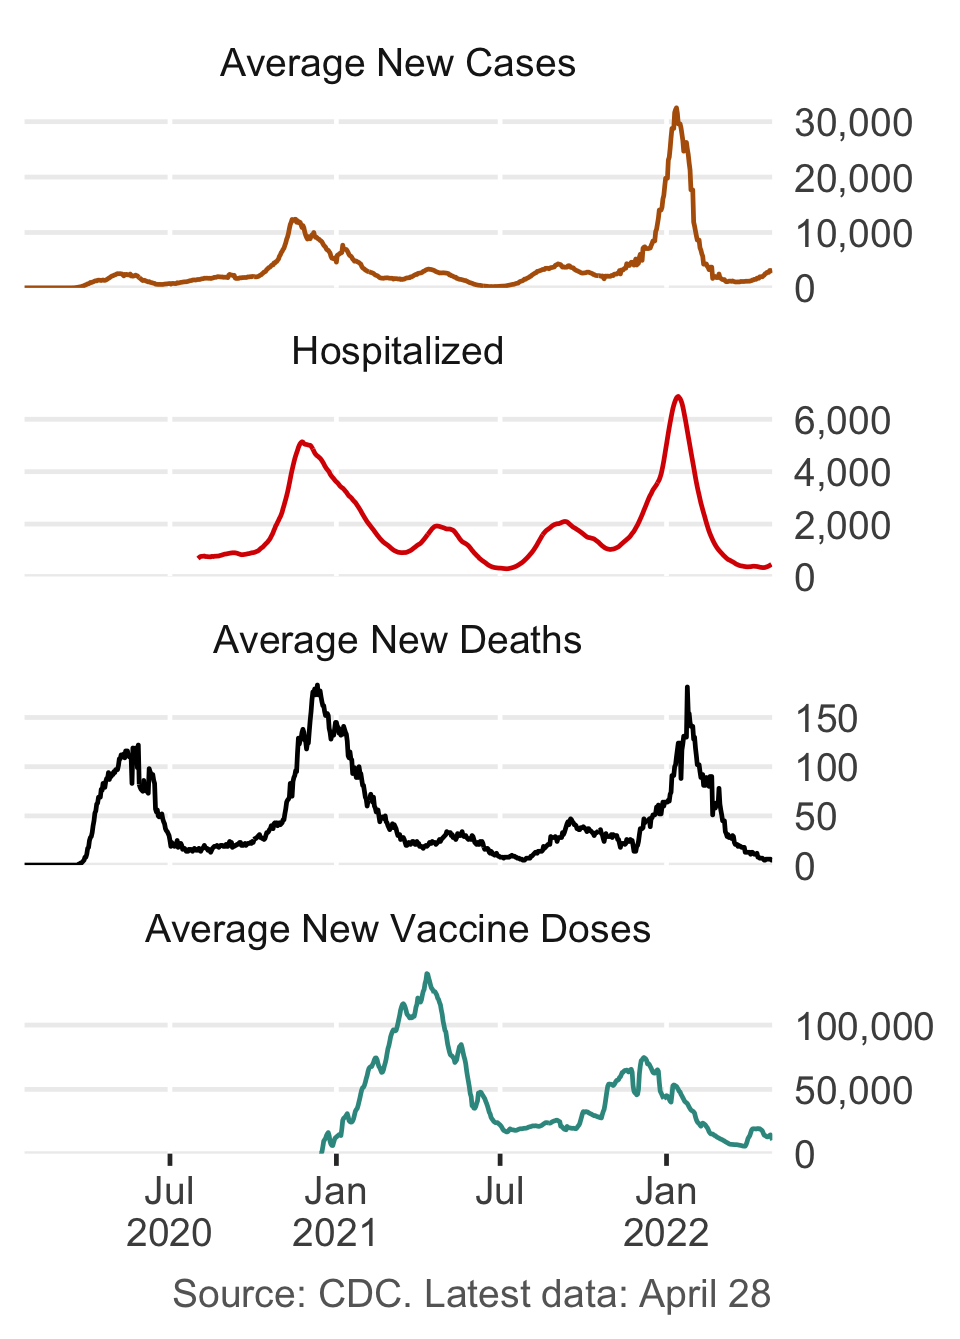 Average New Cases
30,000
20,000
10,000
0
Hospitalized
6,000
4,000
2,000
0
Average New Deaths
150
100
50
0
Average New Vaccine Doses
100,000
50,000
0
Jul Jan Jul Jan
2020 2021 2022
Source: CDC. Latest data: April 28